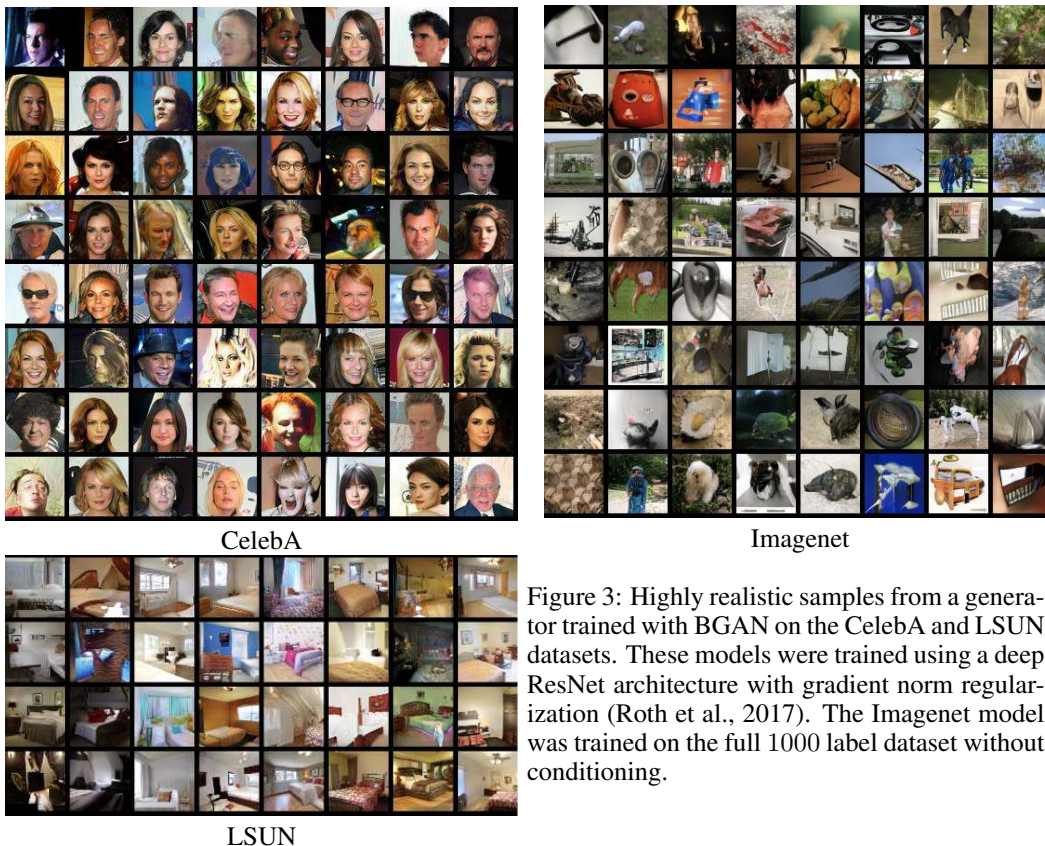 CelebA
Imagenet
LSUN
Figure 3: Highly realistic samples from a genera-
tor trained with BGAN on the CelebA and LSUN
datasets. These models were trained using a deep
ResNet architecture with gradient norm regular-
ization (Roth et al., 2017). The Imagenet model
was trained on the full 1000 label dataset without
conditioning.